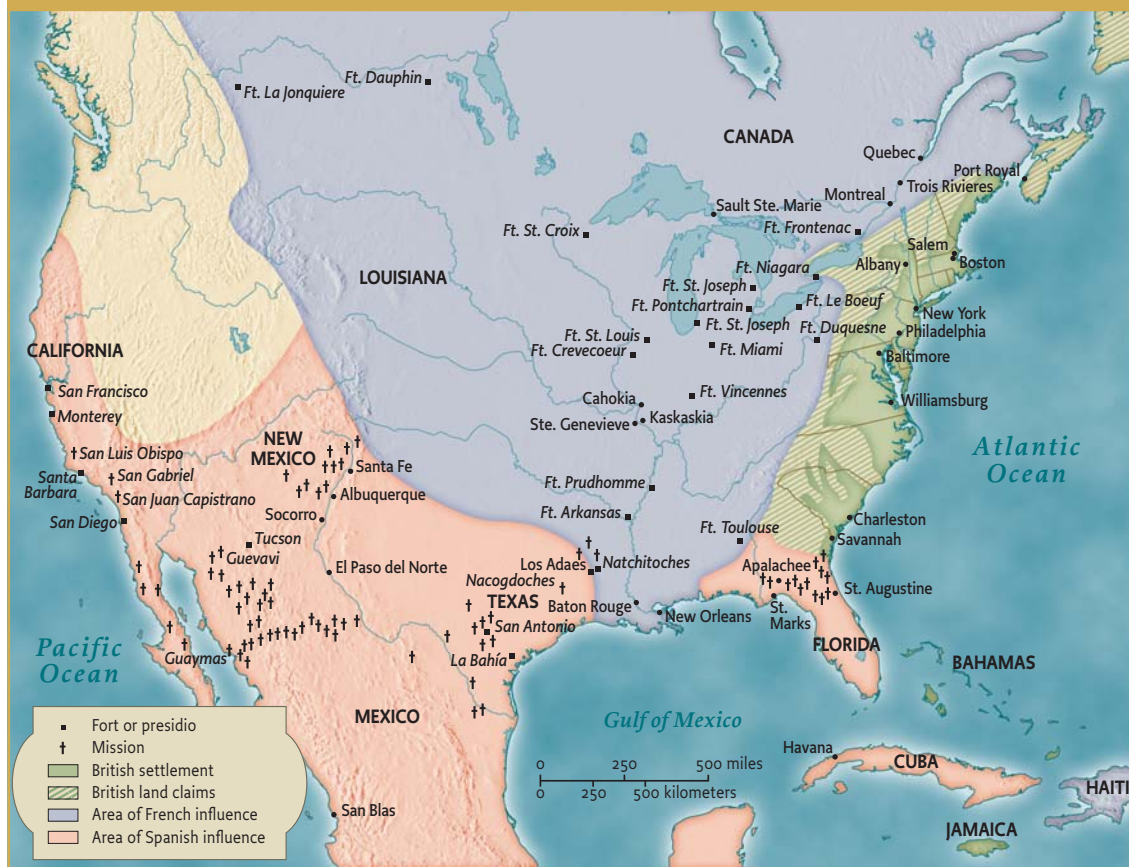 Ft. Dauphin
Ft. La Jonquiere
CANADA
Quebec
Port Royal
Trois Rivieres
Montreal
Sault Ste. Marie
Ft. St. Croix
Ft. Frontenac
Salem
Boston
Albany
LOUISIANA
Ft. Niagara
Ft. St. Joseph
Ft. Pontchartrain
Ft. Le Boeuf
New York
Ft. St. Joseph
Ft. Duquesne
Philadelphia
Ft. St. Louis
Ft. Crevecoeur
Ft. Miami
Baltimore
CALIFORNIA
San Francisco
Monterey
Ft. Vincennes
Cahokia
Kaskaskia
Ste. Genevieve
Williamsburg
Atlantic
Ocean
NEW
MEXICO
San Luis Obispo
Santa Fe
San Gabriel
Santa
Barbara
San Juan Capistrano
Albuquerque
Ft. Prudhomme
San Diego
Socorro
Ft. Arkansas
Charleston
Tucson
Ft. Toulouse
Savannah
Guevavi
El Paso del Norte
Los Adaes
Natchitoches
Apalachee
Nacogdoches
TEXAS
St. Augustine
Baton Rouge
New Orleans
St.
Marks
San Antonio
FLORIDA
Pacific
Ocean
Guaymas
La Bahía
BAHAMAS
MEXICO
Gulf of Mexico
Havana
CUBA
0 250 500 miles
0 250 500 kilometers
HAITI
San Blas
JAMAICA
Fort or presidio
Mission
British settlement
British land claims
Area of French influence
Area of Spanish influence